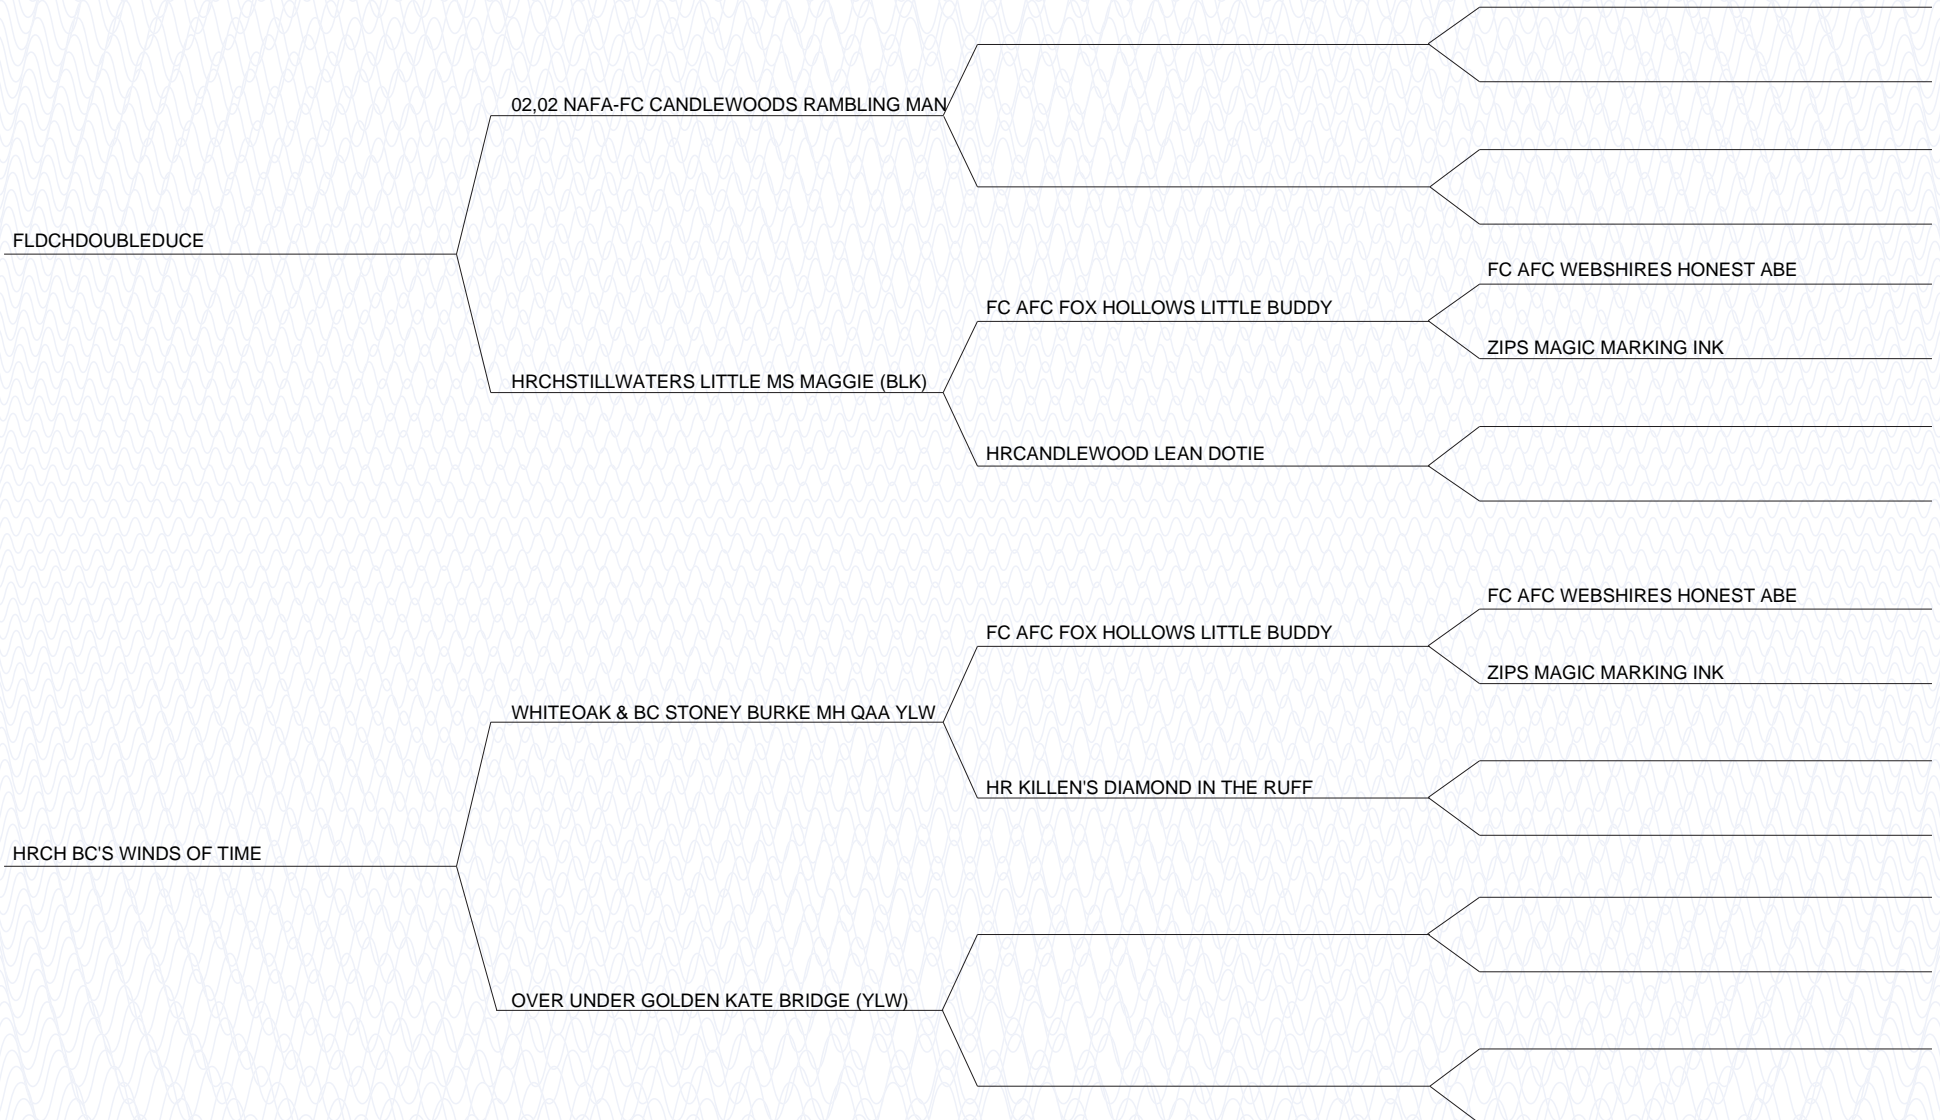 02,02 NAFA-FC CANDLEWOODS RAMBLING MAN
FLDCHDOUBLEDUCE
FC AFC WEBSHIRES HONEST ABE
FC AFC FOX HOLLOWS LITTLE BUDDY
ZIPS MAGIC MARKING INK
HRCHSTILLWATERS LITTLE MS MAGGIE (BLK)
HRCANDLEWOOD LEAN DOTIE
FC AFC WEBSHIRES HONEST ABE
FC AFC FOX HOLLOWS LITTLE BUDDY
ZIPS MAGIC MARKING INK
WHITEOAK & BC STONEY BURKE MH QAA YLW
HR KILLEN'S DIAMOND IN THE RUFF
HRCH BC'S WINDS OF TIME
OVER UNDER GOLDEN KATE BRIDGE (YLW)